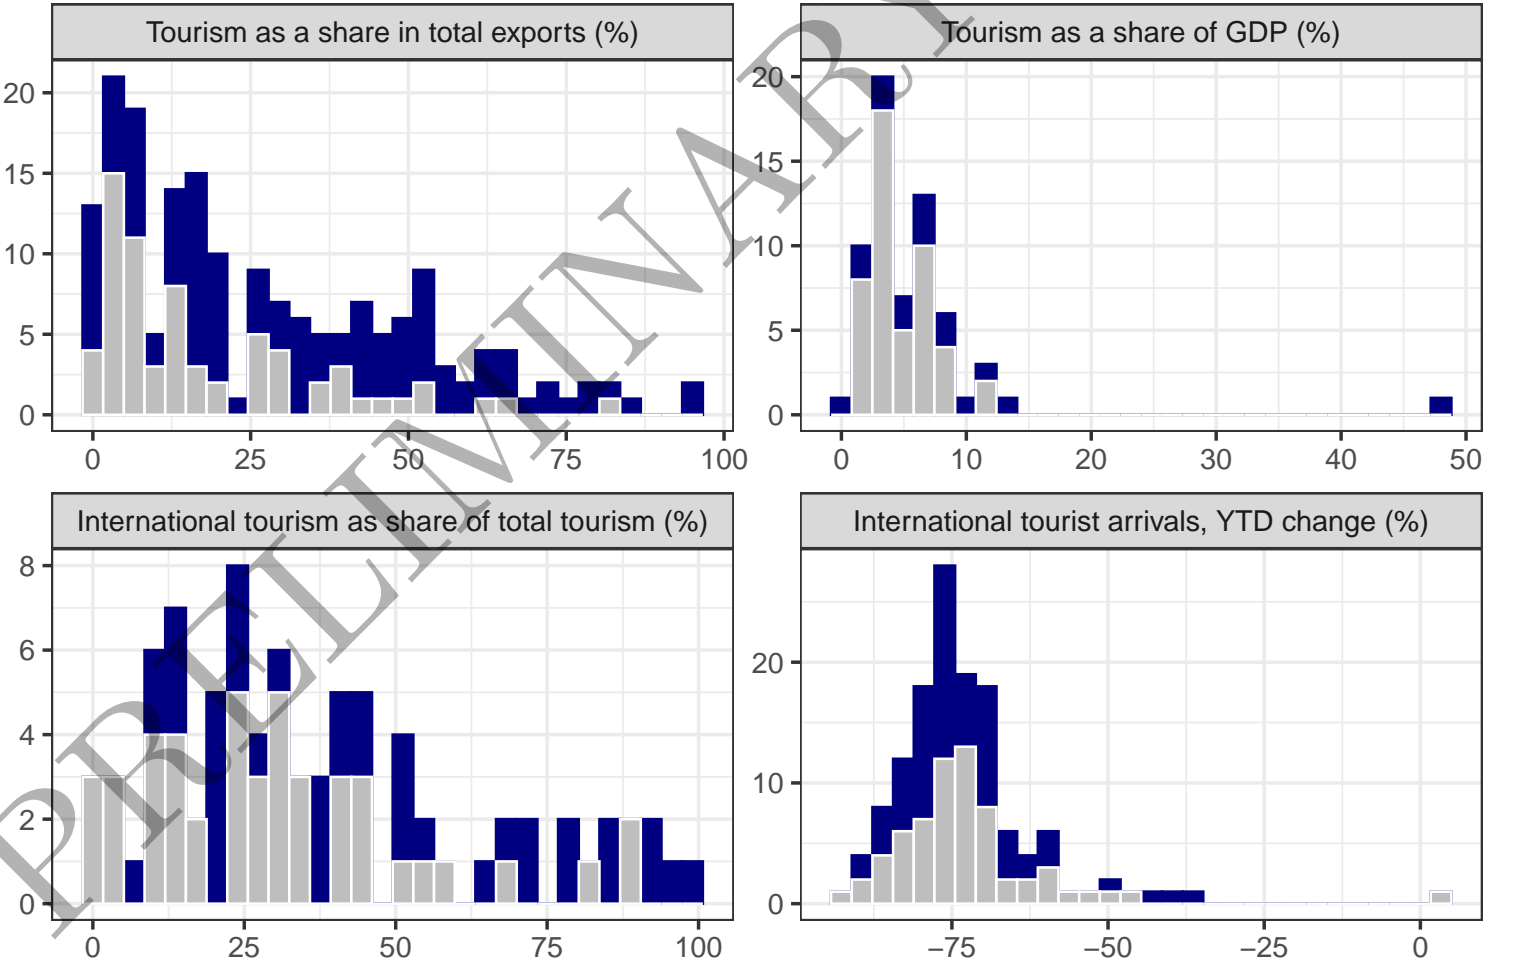 Tourism as a share in total exports (%)
20
15
10
5
0
0 25 50 75 100
Tourism as a share of GDP (%)
20
15
10
5
0
0 10 20 30 40 50
International tourism as share of total tourism (%)
8
6
4
2
0
0 25 50 75 100
International tourist arrivals, YTD change (%)
20
10
0
−75 −50 −25 0
PRELIMINARY